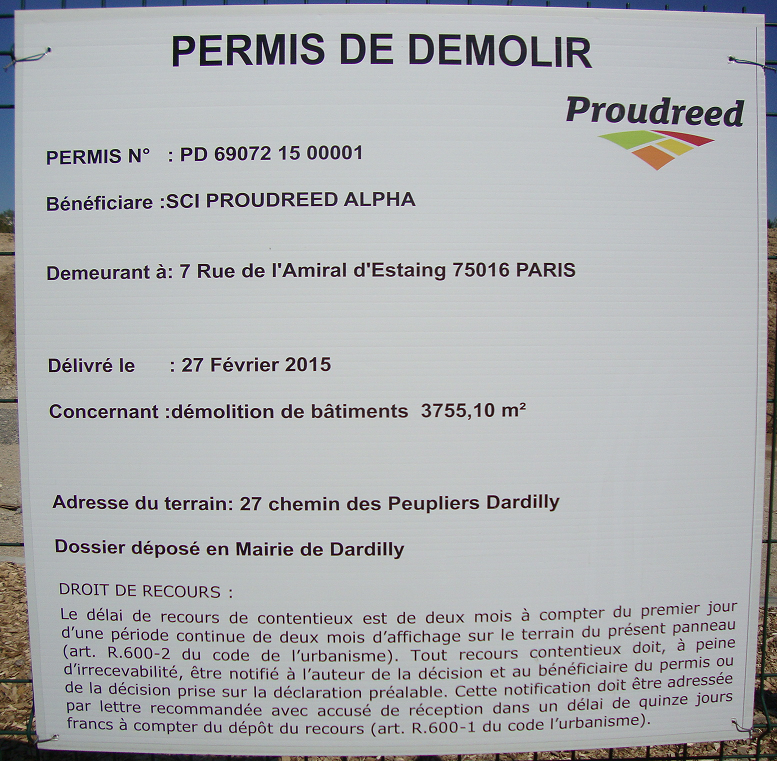 PERMIS DE DEMOLIR
Proudreed
PERMIS N° : PD 69072 15 00001
Bénéficiare :SCI PROUDREED ALPHA
Demeurant à: 7 Rue de l'Amiral d'Estaing 75016 PARIS
Délivré le : 27 Février 2015
Concernant :démolition de bâtiments 3755,10 m²
Adresse du terrain: 27 chemin des Peupliers Dardilly
Dossier déposé en Mairie de Dardilly
DROIT DE RECOURS :
Le délai de recours de contentieux est de deux mois à compter du premier jour
d'une période continue de deux mois d'affichage sur le terrain du présent panneau
(art. R.600-2 du code de l'urbanisme). Tout recours contentieux doit, à peine
d'irrecevabilité, être notifié à l'auteur de la décision et au bénéficiaire du permis ou
de la décision prise sur la déclaration préalable. Cette notification doit être adressée
par lettre recommandée avec accusé de réception dans un délai de quinze jours
francs à compter du dépôt du recours (art. R.600-1 du code l'urbanisme).